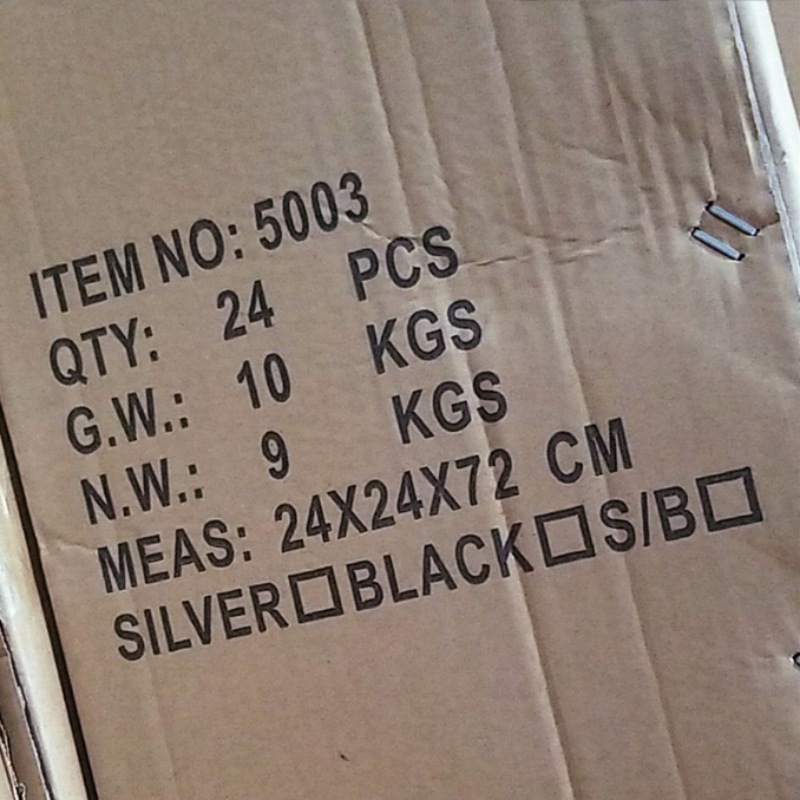 ITEM NO: 5003
QTY: 24 PCS
G.W.: 10 KGS
N.W.: 9 KGS
MEAS: 24X24X72 CM
SILVER☐BLACK☐S/B☐